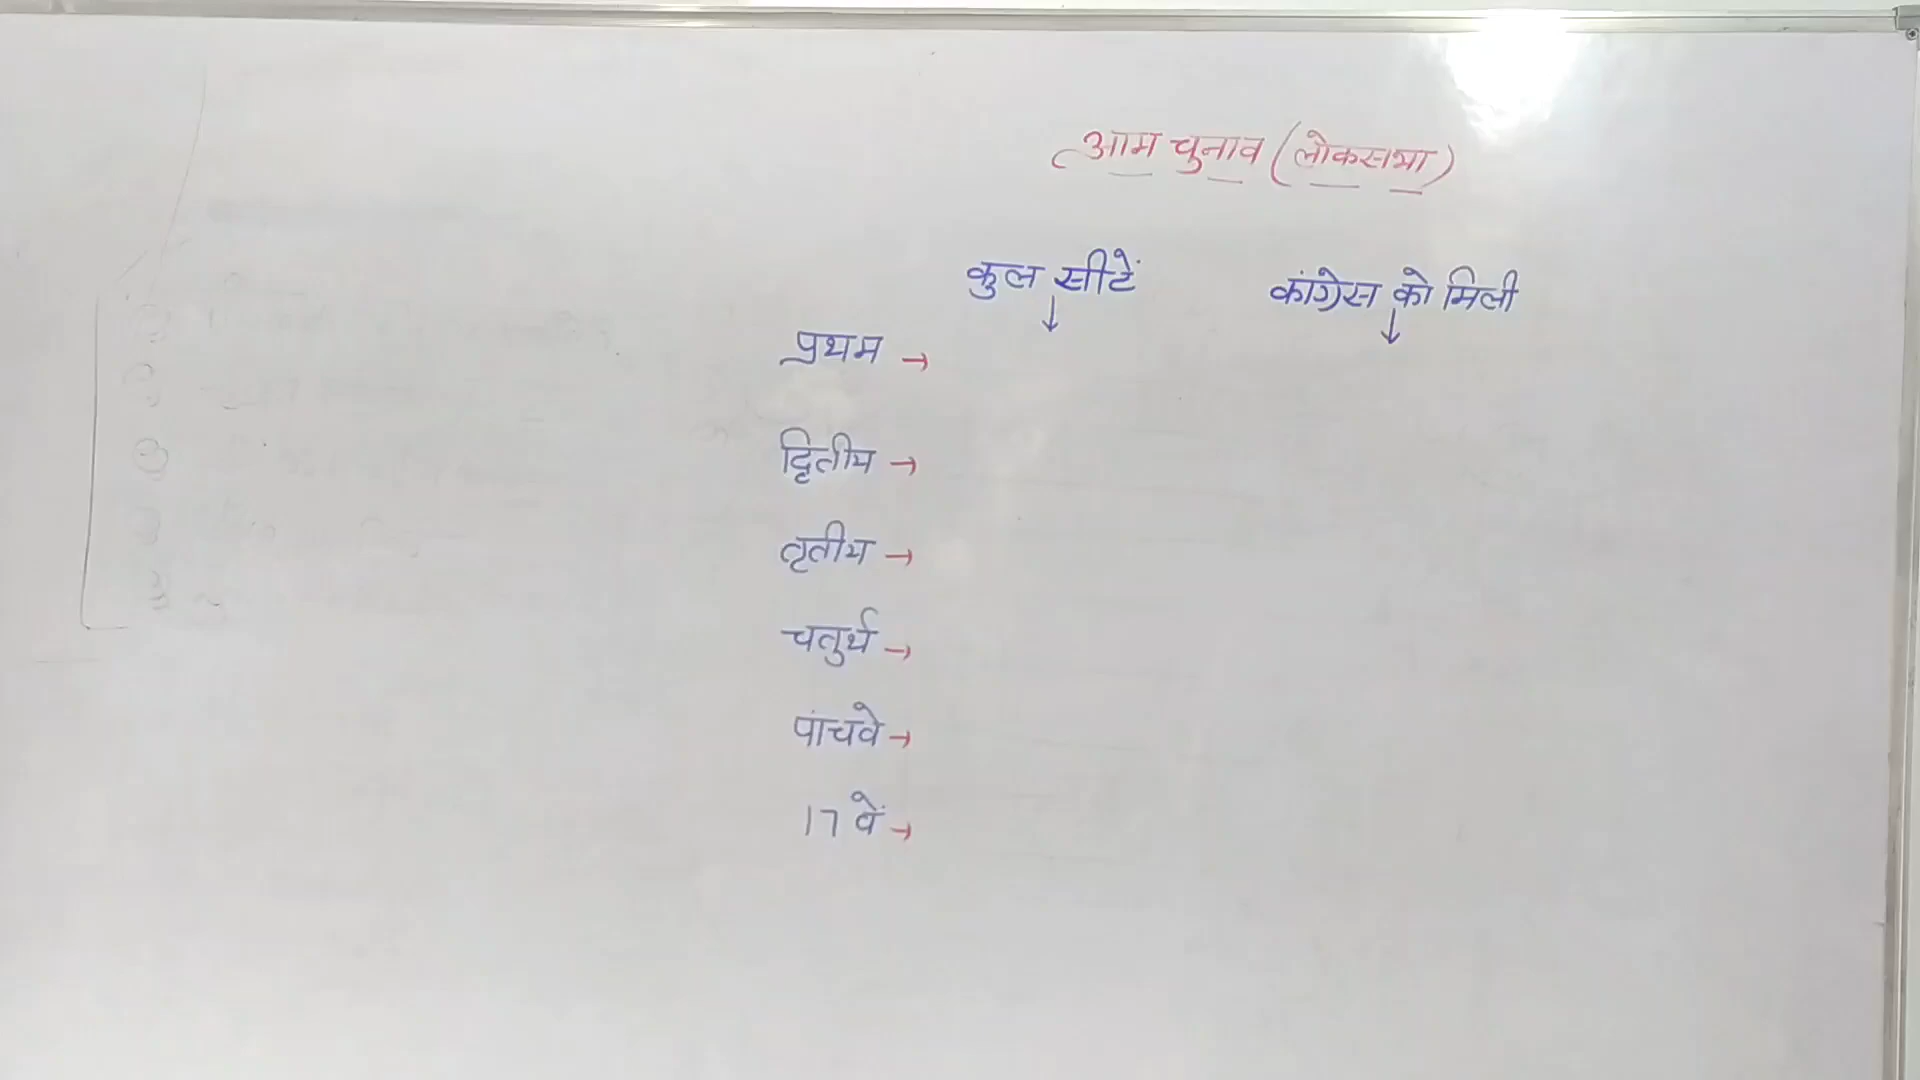 आम चुनाव (लोकसभा)
कुल सीटें कांग्रेस को मिली
↓ ↓
प्रथम →
द्वितीय →
तृतीय →
चतुर्थ →
पांचवे →
17 वें →